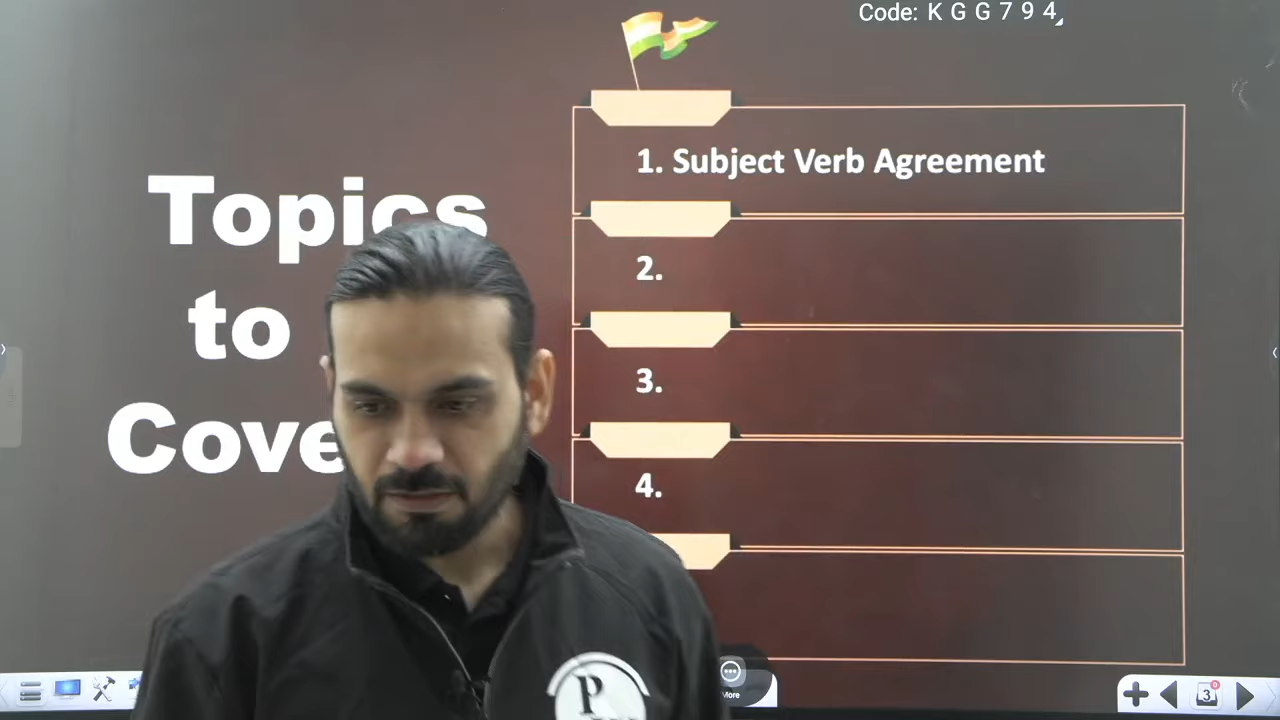 Code: K G G 7 9 4
Topics
to
Cove
1. Subject Verb Agreement
2.
3.
4.
P
More
3